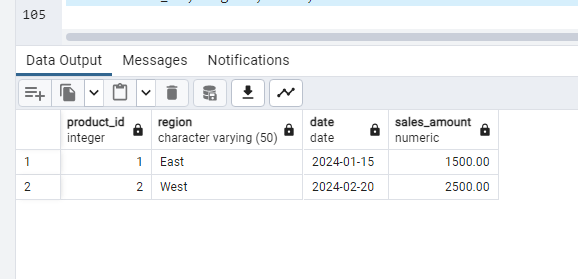 105
Data Output Messages Notifications
product_id region date sales_amount
integer character varying (50) date numeric
1 1 East 2024-01-15 1500.00
2 2 West 2024-02-20 2500.00